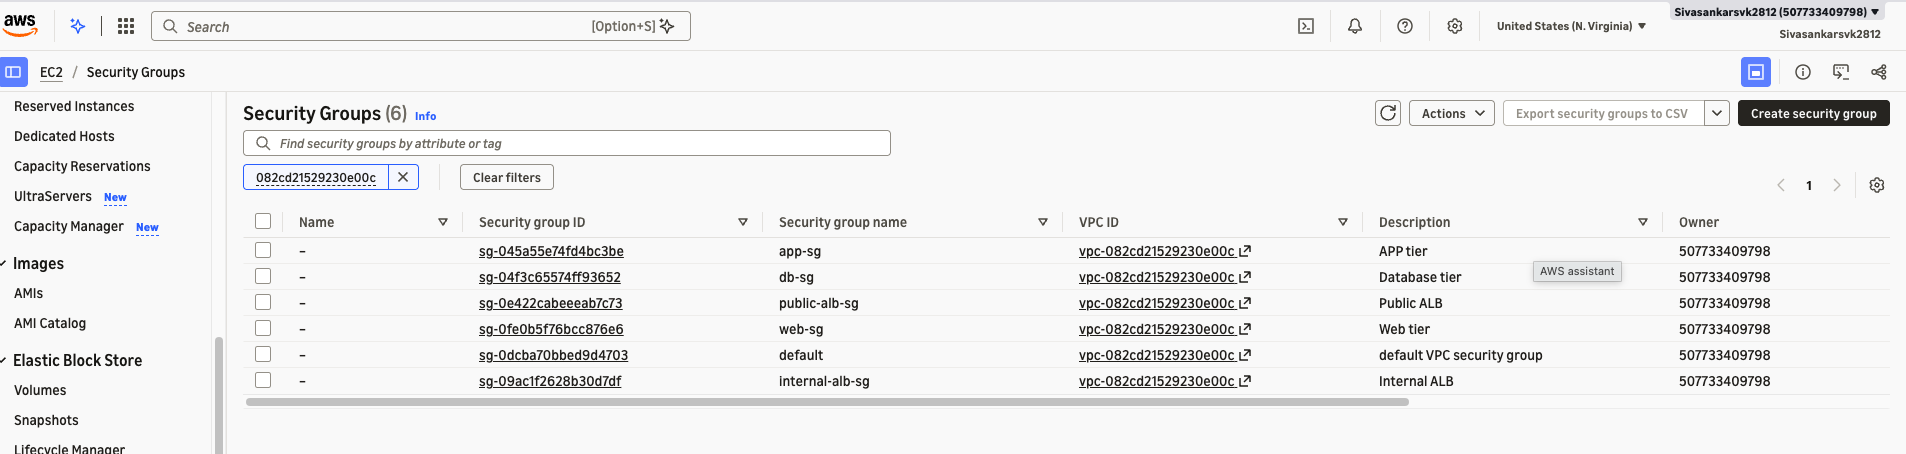 aws
Search [Option+S]
United States (N. Virginia)
Sivasankarsvk2812 (507733409798)
Sivasankarsvk2812
EC2 / Security Groups
Reserved Instances
Dedicated Hosts
Capacity Reservations
UltraServers New
Capacity Manager New
Images
AMIs
AMI Catalog
Elastic Block Store
Volumes
Snapshots
Lifecycle Manager
Security Groups (6) Info
Actions
Export security groups to CSV
Create security group
Find security groups by attribute or tag
082cd21529230e00c
Clear filters
1
Name Security group ID Security group name VPC ID Description Owner
– sg-045a55e74fd4bc3be app-sg vpc-082cd21529230e00c APP tier 507733409798
– sg-04f3c65574ff93652 db-sg vpc-082cd21529230e00c Database tier 507733409798
– sg-0e422cabeeeab7c73 public-alb-sg vpc-082cd21529230e00c Public ALB 507733409798
– sg-0fe0b5f76bcc876e6 web-sg vpc-082cd21529230e00c Web tier 507733409798
– sg-0dcba70bbed9d4703 default vpc-082cd21529230e00c default VPC security group 507733409798
– sg-09ac1f2628b30d7df internal-alb-sg vpc-082cd21529230e00c Internal ALB 507733409798
AWS assistant